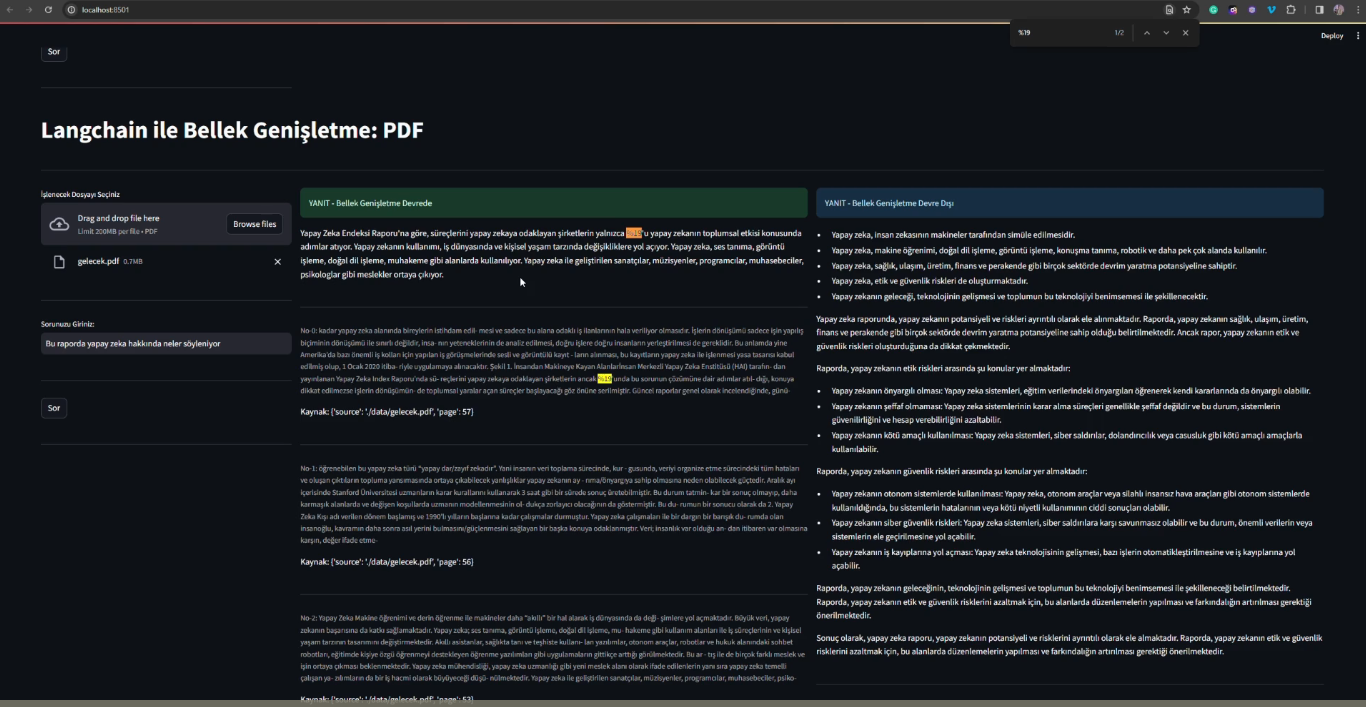 localhost:8501
%19
1/2
Deploy
Sor
Langchain ile Bellek Genişletme: PDF
İşlenecek Dosyayı Seçiniz
Drag and drop file here
Limit 200MB per file • PDF
Browse files
gelecek.pdf 0.7MB
Sorunuzu Giriniz:
Bu raporda yapay zeka hakkında neler söyleniyor
Sor
YANIT - Bellek Genişletme Devrede
Yapay Zeka Endeksi Raporu'na göre, süreçlerini yapay zekaya odaklayan şirketlerin yalnızca %19'u yapay zekanın toplumsal etkisi konusunda
adımlar atıyor. Yapay zekanın kullanımı, iş dünyasında ve kişisel yaşam tarzında değişikliklere yol açıyor. Yapay zeka, ses tanıma, görüntü
işleme, doğal dil işleme, muhakeme gibi alanlarda kullanılıyor. Yapay zeka ile geliştirilen sanatçılar, müzisyenler, programcılar, muhasebeciler,
psikologlar gibi meslekler ortaya çıkıyor.
No-0: kadar yapay zeka alanında bireylerin istihdam edil- mesi ve sadece bu alana odaklı iş ilanlarının hala veriliyor olmasıdır. İşlerin dönüşümü sadece işin yapılış
biçiminin dönüşümü ile sınırlı değildir, insa- nın yeteneklerinin de analiz edilmesi, doğru işlere doğru insanların yerleştirilmesi de gereklidir. Bu anlamda yine
Amerika'da bazı önemli iş kolları için yapılan iş görüşmelerinde sesli ve görüntülü kayıt - ların alınması, bu kayıtların yapay zeka ile işlenmesi yasa tasarısı kabul
edilmiş olup, 1 Ocak 2020 itiba- riyle uygulamaya alınacaktır. Şekil 1. İnsandan Makineye Kayan Alanlarİnsan Merkezli Yapay Zeka Enstitüsü (HAI) tarafın- dan
yayınlanan Yapay Zeka Index Raporu'nda sü- reçlerini yapay zekaya odaklayan şirketlerin ancak %19'unda bu sorunun çözümüne dair adımlar atıl- dığı, konuya
dikkat edilmezse işlerin dönüşümün- de toplumsal yaralar açan süreçler başlayacağı göz önüne serilmiştir. Güncel raporlar genel olarak incelendiğinde, günü-
Kaynak: {'source': './data/gelecek.pdf', 'page': 57}
No-1: öğrenebilen bu yapay zeka türü "yapay dar/zayıf zekadır". Yani insanın veri toplama sürecinde, kur - gusunda, veriyi organize etme sürecindeki tüm hataları
ve oluşan çıktıların topluma yansımasında ortaya çıkabilecek yanlışlıklar yapay zekanın ay - rıma/önyargıya sahip olmasına neden olabilecek güçtedir. Aralık ayı
içerisinde Stanford Üniversitesi uzmanların karar kurallarını kullanarak 3 saat gibi bir sürede sonuç üretebilmiştir. Bu durum tatmin- kar bir sonuç olmayıp, daha
karmaşık alanlarda ve değişen koşullarda uzmanın modellenmesinin ol- dukça zorlayıcı olacağının da göstermiştir. Bu du- rumun bir sonucu olarak da 2. Yapay
Zeka Kışı adı verilen dönem başlamış ve 1990'lı yılların başlarına kadar çalışmalar durmuştur. Yapay zeka çalışmaları ile bir dargın bir barışık du- rumda olan
insanoğlu, kavramın daha sonra asıl yerini bulmasını/güçlenmesini sağlayan bir başka konuya odaklanmıştır. Veri; insanlık var olduğu an- dan itibaren var olmasına
karşın, değer ifade etme-
Kaynak: {'source': './data/gelecek.pdf', 'page': 56}
No-2: Yapay Zeka Makine öğrenimi ve derin öğrenme ile makineler daha "akıllı" bir hal alarak iş dünyasında da deği- şimlere yol açmaktadır. Büyük veri, yapay
zekanın başarısına da katkı sağlamaktadır. Yapay zeka; ses tanıma, görüntü işleme, doğal dil işleme, mu- hakeme gibi kullanım alanları ile iş süreçlerinin ve kişisel
yaşam tarzının tasarımını değiştirmektedir. Akıllı asistanlar, sağlıkta tanı ve teşhiste kullanılan yazılımlar, otonom araçlar, robotlar ve hukuk alanındaki sohbet
robotları, eğitimde kişiye özgü öğrenmeyi destekleyen öğrenme yazılımları gibi uygulamaların gittikçe arttığı görülmektedir. Bu ar - tış ile de birçok farklı meslek ve
işin ortaya çıkması beklenmektedir. Yapay zeka mühendisliği, yapay zeka uzmanlığı gibi yeni meslek alanı olarak ifade edilenlerin yanı sıra yapay zeka temelli
çalışan ya- zılımların da bir iş hacmi olarak büyüyeceği düşü- nülmektedir. Yapay zeka ile geliştirilen sanatçılar, müzisyenler, programcılar, muhasebeciler, psiko-
Kaynak: {'source': './data/gelecek.pdf', 'page': 53}
YANIT - Bellek Genişletme Devre Dışı
• Yapay zeka, insan zekasının makineler tarafından simüle edilmesidir.
• Yapay zeka, makine öğrenimi, doğal dil işleme, görüntü işleme, konuşma tanıma, robotik ve daha pek çok alanda kullanılır.
• Yapay zeka, sağlık, ulaşım, üretim, finans ve perakende gibi birçok sektörde devrim yaratma potansiyeline sahiptir.
• Yapay zeka, etik ve güvenlik riskleri de oluşturmaktadır.
• Yapay zekanın geleceği, teknolojinin gelişmesi ve toplumun bu teknolojiyi benimsemesi ile şekillenecektir.
Yapay zeka raporunda, yapay zekanın potansiyeli ve riskleri ayrıntılı olarak ele alınmaktadır. Raporda, yapay zekanın sağlık, ulaşım, üretim,
finans ve perakende gibi birçok sektörde devrim yaratma potansiyeline sahip olduğu belirtilmektedir. Ancak rapor, yapay zekanın etik ve
güvenlik riskleri oluşturduğuna da dikkat çekmektedir.
Raporda, yapay zekanın etik riskleri arasında şu konular yer almaktadır:
• Yapay zekanın önyargılı olması: Yapay zeka sistemleri, eğitim verilerindeki önyargıları öğrenerek kendi kararlarında da önyargılı olabilir.
• Yapay zekanın şeffaf olmaması: Yapay zeka sistemlerinin karar alma süreçleri genellikle şeffaf değildir ve bu durum, sistemlerin
güvenilirliğini ve hesap verebilirliğini azaltabilir.
• Yapay zekanın kötü amaçlı kullanılması: Yapay zeka sistemleri, siber saldırılar, dolandırıcılık veya casusluk gibi kötü amaçlı amaçlarla
kullanılabilir.
Raporda, yapay zekanın güvenlik riskleri arasında şu konular yer almaktadır:
• Yapay zekanın otonom sistemlerde kullanılması: Yapay zeka, otonom araçlar veya silahlı insansız hava araçları gibi otonom sistemlerde
kullanıldığında, bu sistemlerin hatalarının veya kötü niyetli kullanımının ciddi sonuçları olabilir.
• Yapay zekanın siber güvenlik riskleri: Yapay zeka sistemleri, siber saldırılara karşı savunmasız olabilir ve bu durum, önemli verilerin veya
sistemlerin ele geçirilmesine yol açabilir.
• Yapay zekanın iş kayıplarına yol açması: Yapay zeka teknolojisinin gelişmesi, bazı işlerin otomatikleştirilmesine ve iş kayıplarına yol
açabilir.
Raporda, yapay zekanın geleceğinin, teknolojinin gelişmesi ve toplumun bu teknolojiyi benimsemesi ile şekilleneceği belirtilmektedir.
Raporda, yapay zekanın etik ve güvenlik risklerini azaltmak için, bu alanlarda düzenlemelerin yapılması ve farkındalığın artırılması gerektiği
önerilmektedir.
Sonuç olarak, yapay zeka raporu, yapay zekanın potansiyeli ve risklerini ayrıntılı olarak ele almaktadır. Raporda, yapay zekanın etik ve güvenlik
risklerini azaltmak için, bu alanlarda düzenlemelerin yapılması ve farkındalığın artırılması gerektiği önerilmektedir.